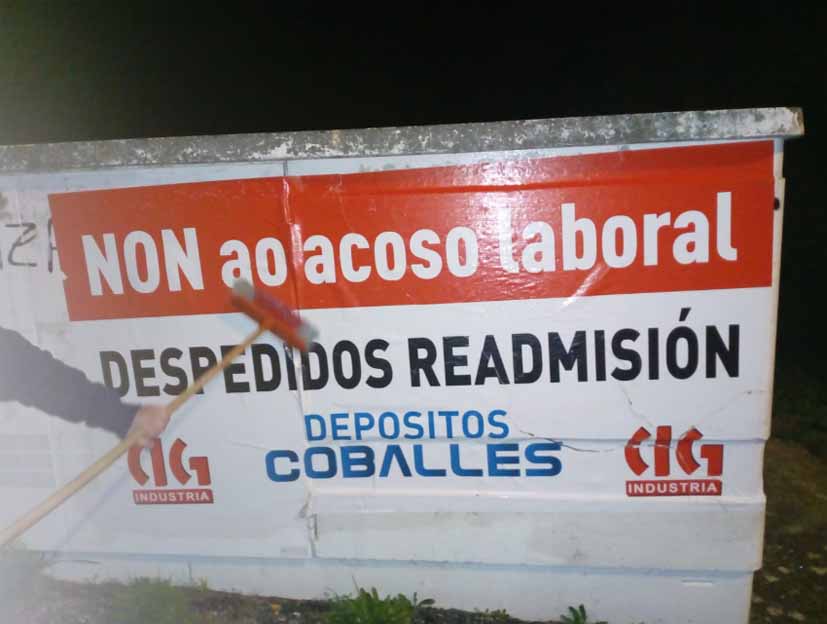 NON ao acoso laboral
DESPEDIDOS READMISIÓN
DEPOSITOS
COBALLES
CIG
INDUSTRIA
CIG
INDUSTRIA